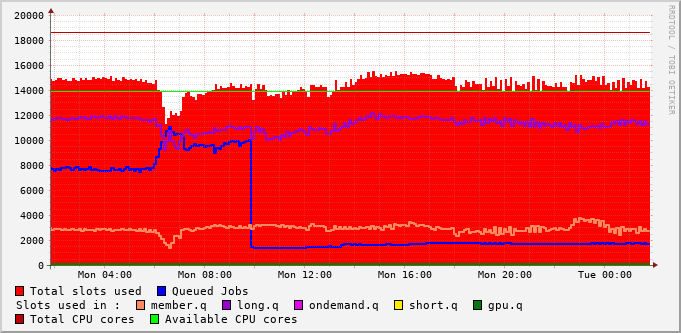 20000
18000
16000
14000
12000
10000
8000
6000
4000
2000
0
Mon 04:00 Mon 08:00 Mon 12:00 Mon 16:00 Mon 20:00 Tue 00:00
Total slots used Queued Jobs
Slots used in : member.q long.q ondemand.q short.q gpu.q
Total CPU cores Available CPU cores
RRDTOOL / TOBI OETIKER